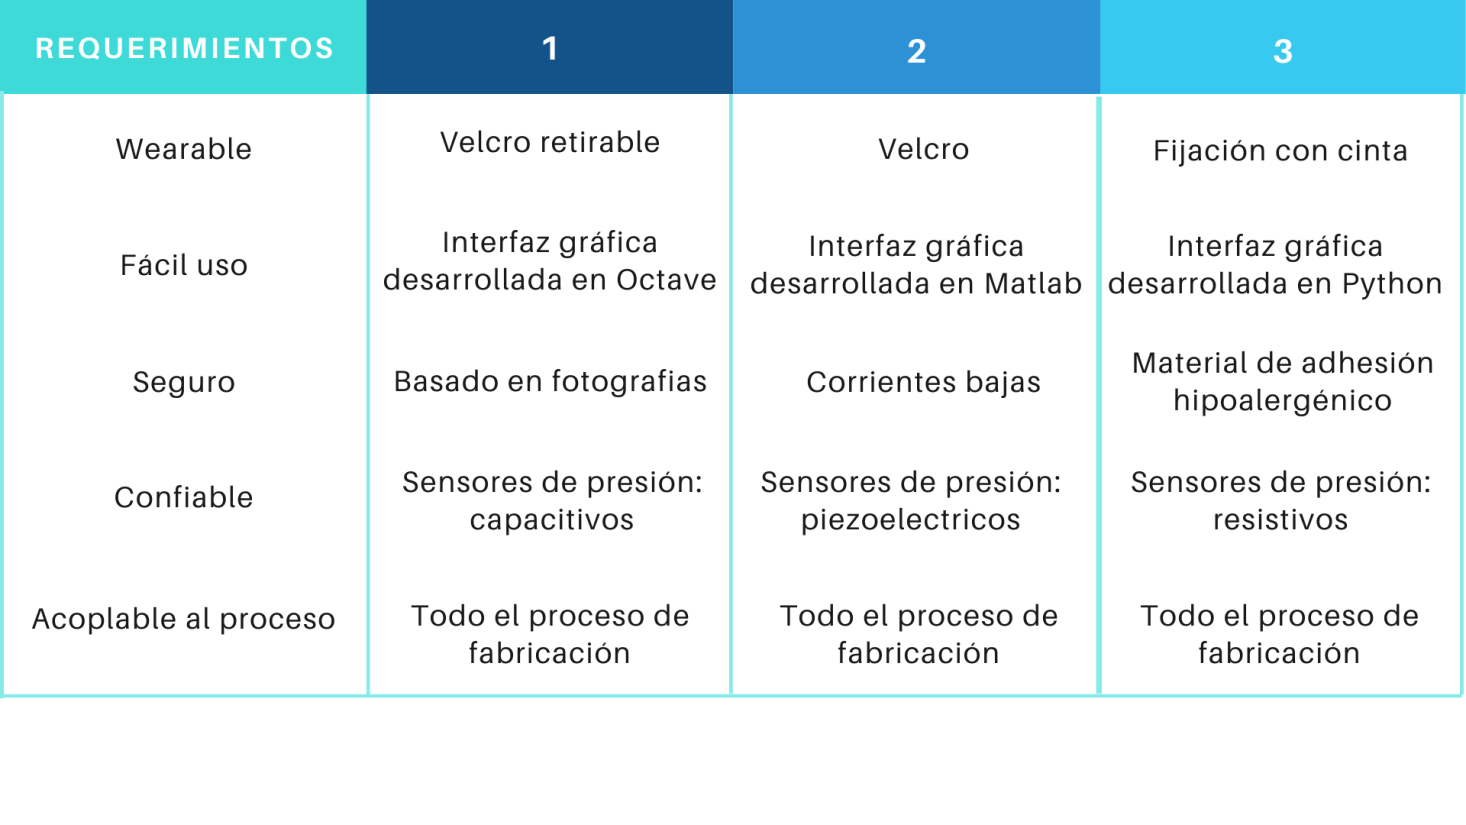 REQUERIMIENTOS 1 2 3
Wearable
Velcro retirable
Velcro
Fijación con cinta
Fácil uso
Interfaz gráfica
desarrollada en Octave
Interfaz gráfica
desarrollada en Matlab
Interfaz gráfica
desarrollada en Python
Seguro
Basado en fotografias
Corrientes bajas
Material de adhesión
hipoalergénico
Confiable
Sensores de presión:
capacitivos
Sensores de presión:
piezoelectricos
Sensores de presión:
resistivos
Acoplable al proceso
Todo el proceso de
fabricación
Todo el proceso de
fabricación
Todo el proceso de
fabricación